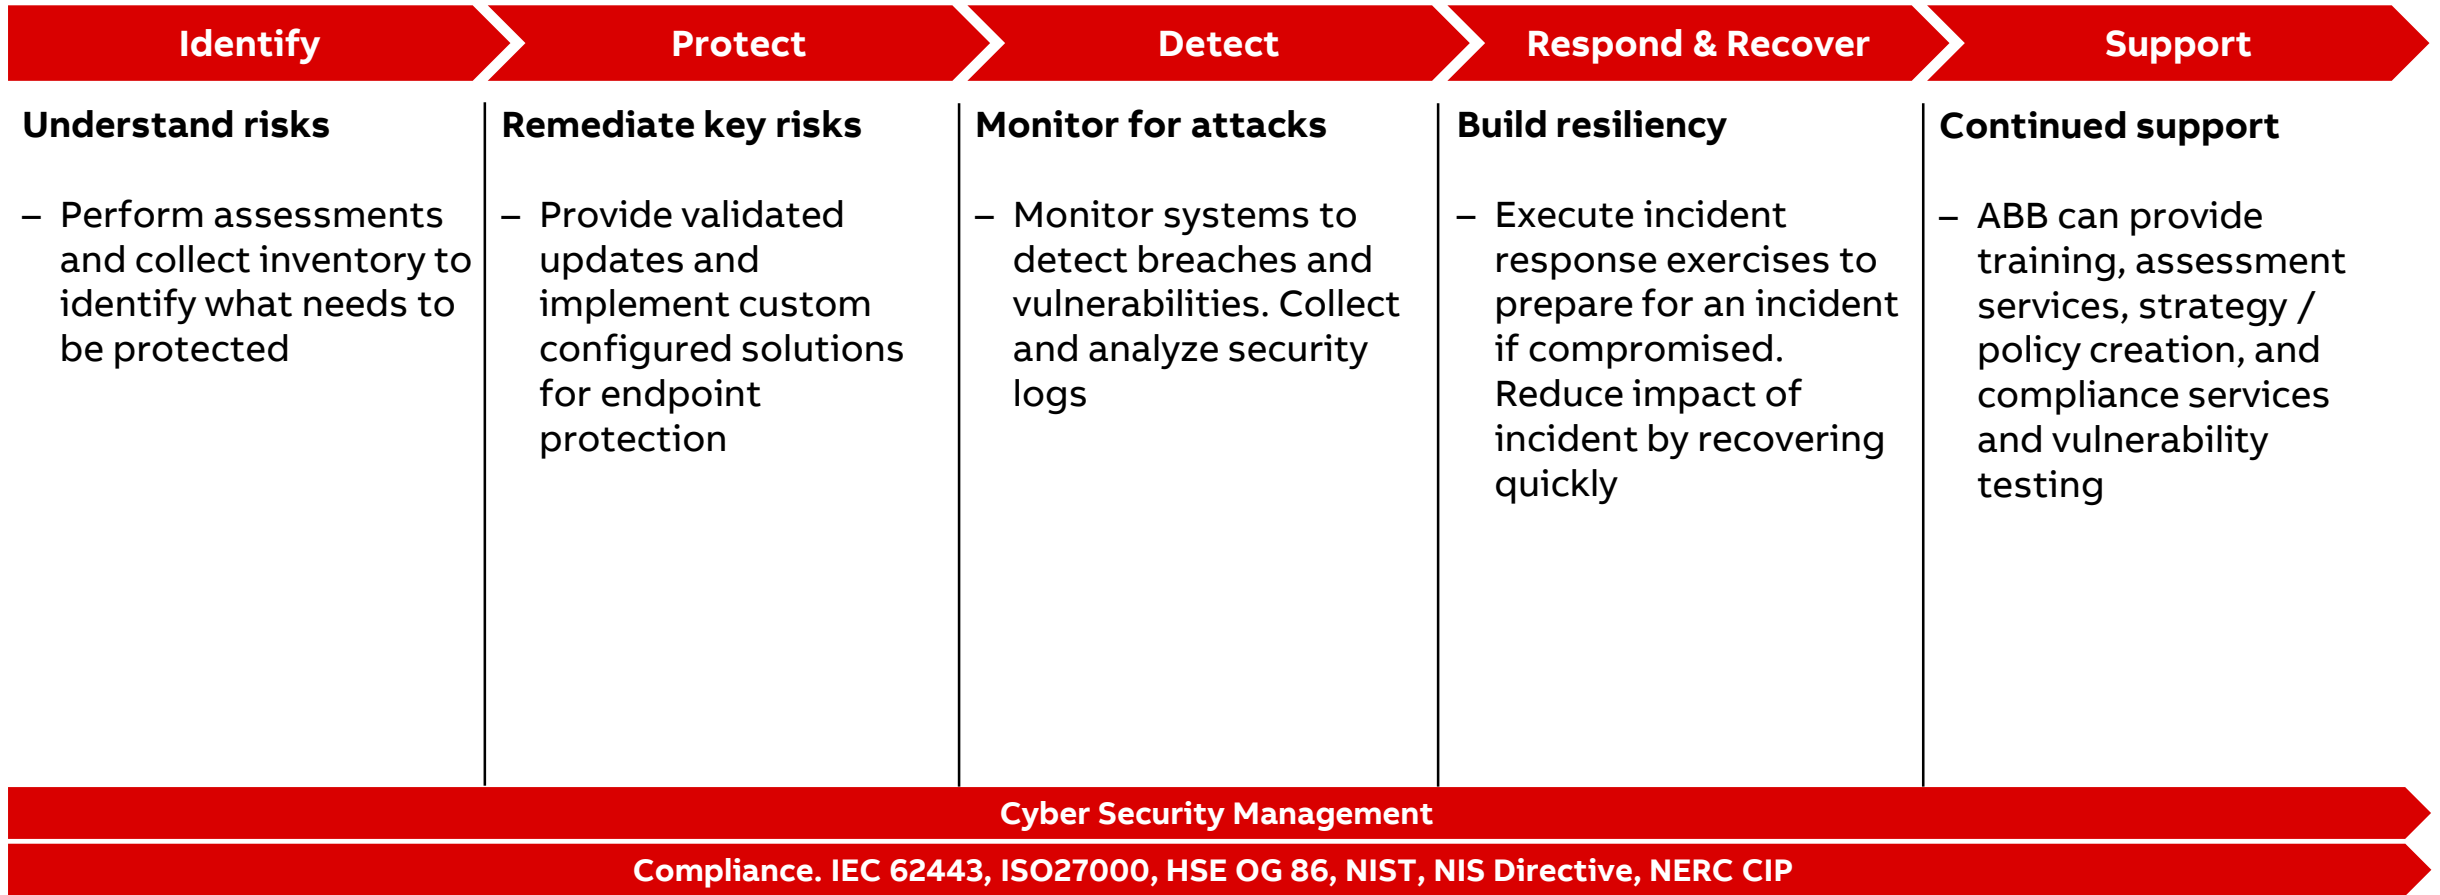 Identify
Protect
Detect
Respond & Recover
Support
Understand risks
– Perform assessments
and collect inventory to
identify what needs to
be protected
Remediate key risks
– Provide validated
updates and
implement custom
configured solutions
for endpoint
protection
Monitor for attacks
– Monitor systems to
detect breaches and
vulnerabilities. Collect
and analyze security
logs
Build resiliency
– Execute incident
response exercises to
prepare for an incident
if compromised.
Reduce impact of
incident by recovering
quickly
Continued support
– ABB can provide
training, assessment
services, strategy /
policy creation, and
compliance services
and vulnerability
testing
Cyber Security Management
Compliance. IEC 62443, ISO27000, HSE OG 86, NIST, NIS Directive, NERC CIP